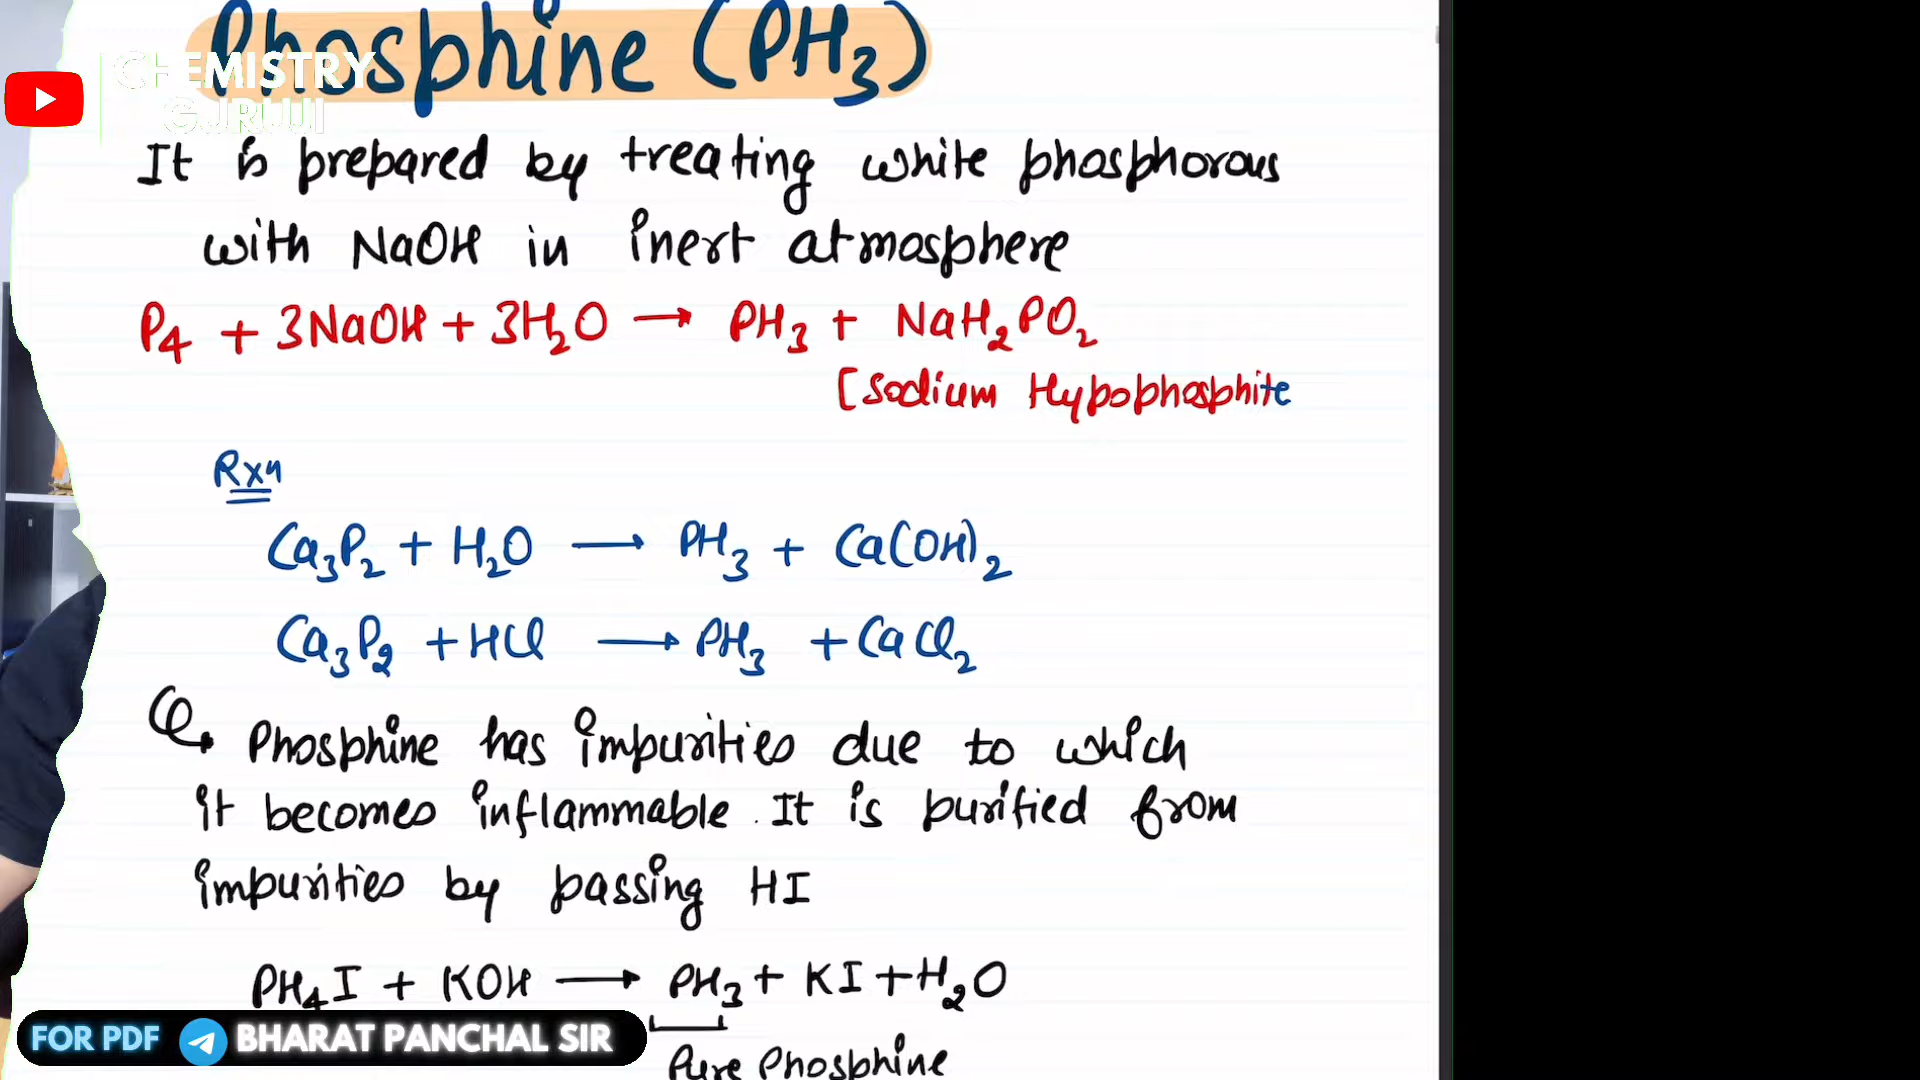 Phosphine (PH₃)
CHEMISTRY
GURUJI
It is prepared by treating white phosphorous
with NaOH in inert atmosphere
P₄ + 3NaOH + 3H₂O → PH₃ + NaH₂PO₂
[Sodium Hypophosphite
Rxn
Ca₃P₂ + H₂O → PH₃ + Ca(OH)₂
Ca₃P₂ + HCl → PH₃ + CaCl₂
Phosphine has impurities due to which
it becomes inflammable. It is purified from
impurities by passing HI
PH₄I + KOH → PH₃ + KI + H₂O
Pure Phosphine
FOR PDF BHARAT PANCHAL SIR